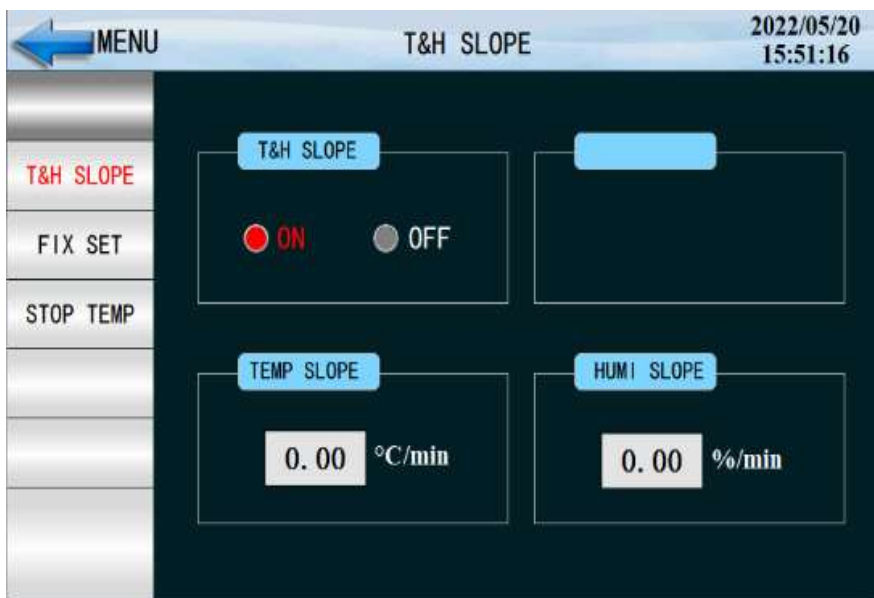 MENU
T&H SLOPE
2022/05/20
15:51:16
T&H SLOPE
FIX SET
STOP TEMP
T&H SLOPE
ON
OFF
TEMP SLOPE
0.00 °C/min
HUMI SLOPE
0.00 %/min